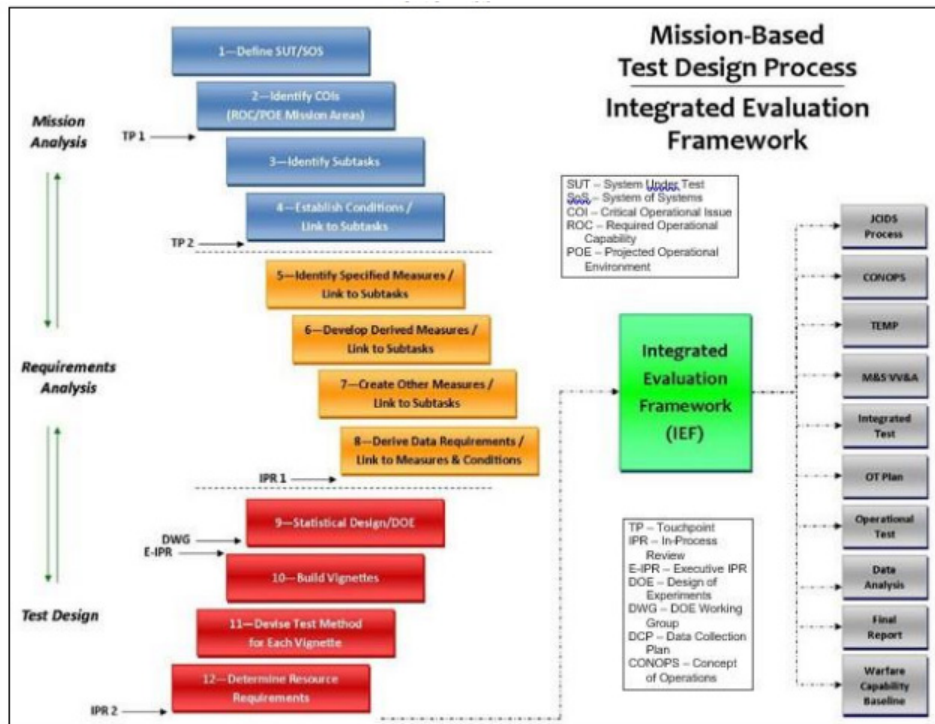 Mission-Based
Test Design Process
Integrated Evaluation
Framework
Mission
Analysis
Requirements
Analysis
Test Design
1—Define SUT/SOS
2—Identify COIs
(ROC/POE Mission Areas)
TP 1
3—Identify Subtasks
4—Establish Conditions /
Link to Subtasks
TP 2
5—Identify Specified Measures /
Link to Subtasks
6—Develop Derived Measures /
Link to Subtasks
7—Create Other Measures /
Link to Subtasks
8—Derive Data Requirements /
Link to Measures & Conditions
IPR 1
9—Statistical Design/DOE
DWG
E-IPR
10—Build Vignettes
11—Devise Test Method
for Each Vignette
12—Determine Resource
Requirements
IPR 2
SUT – System Under Test
SoS – System of Systems
COI – Critical Operational Issue
ROC – Required Operational
Capability
POE – Projected Operational
Environment
Integrated
Evaluation
Framework
(IEF)
TP – Touchpoint
IPR – In-Process
Review
E-IPR – Executive IPR
DOE – Design of
Experiments
DWG – DOE Working
Group
DCP – Data Collection
Plan
CONOPS – Concept
of Operations
JCIDS
Process
CONOPS
TEMP
M&S VV&A
Integrated
Test
OT Plan
Operational
Test
Data
Analysis
Final
Report
Warfare
Capability
Baseline